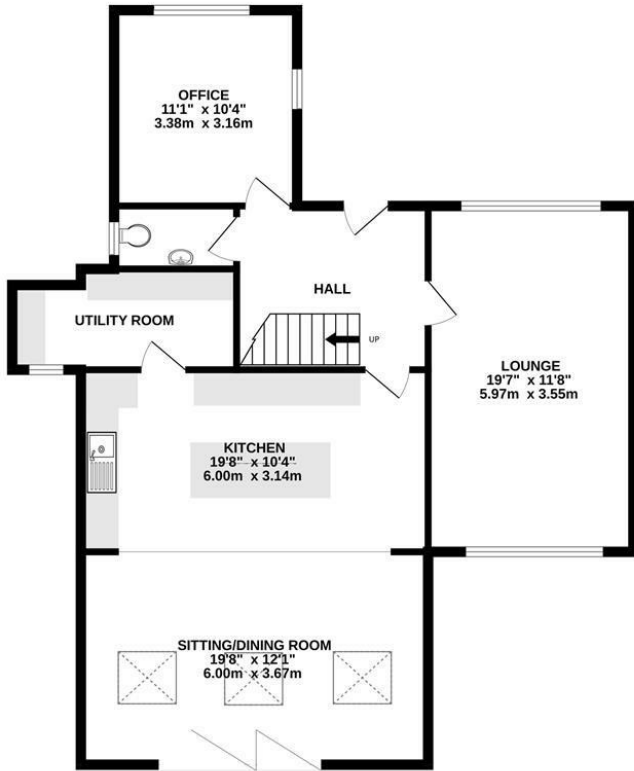 OFFICE
11'1" x 10'4"
3.38m x 3.16m
HALL
UTILITY ROOM
UP
LOUNGE
19'7" x 11'8"
5.97m x 3.55m
KITCHEN
19'8" x 10'4"
6.00m x 3.14m
SITTING/DINING ROOM
19'8" x 12'1"
6.00m x 3.67m